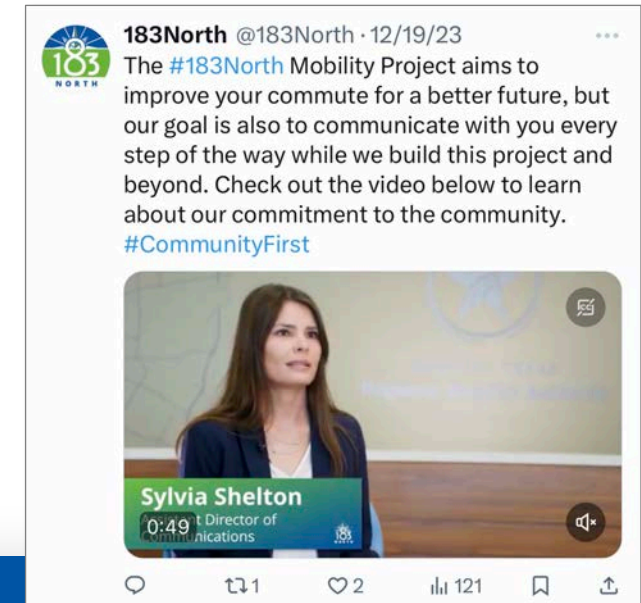 183
NORTH
183North @183North · 12/19/23
The #183North Mobility Project aims to
improve your commute for a better future, but
our goal is also to communicate with you every
step of the way while we build this project and
beyond. Check out the video below to learn
about our commitment to the community.
#CommunityFirst
Sylvia Shelton
0:49 Director of
183
1
2
121